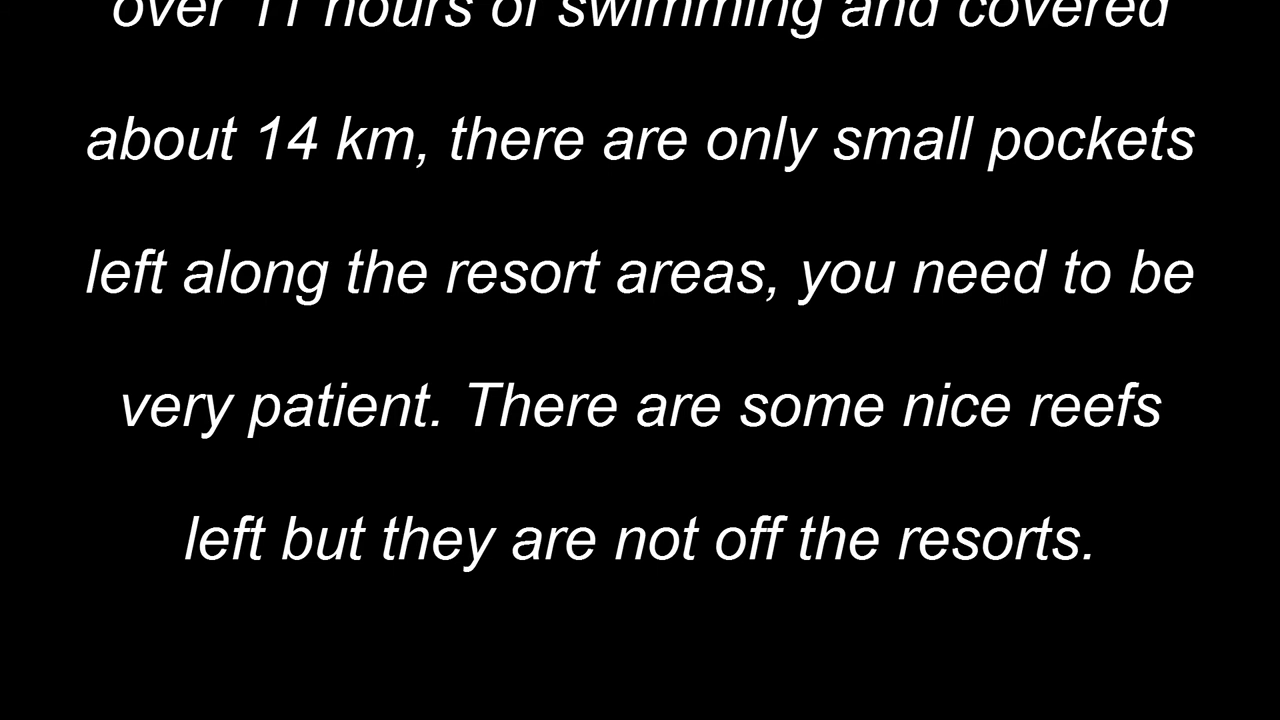 over 11 hours of swimming and covered
about 14 km, there are only small pockets
left along the resort areas, you need to be
very patient. There are some nice reefs
left but they are not off the resorts.